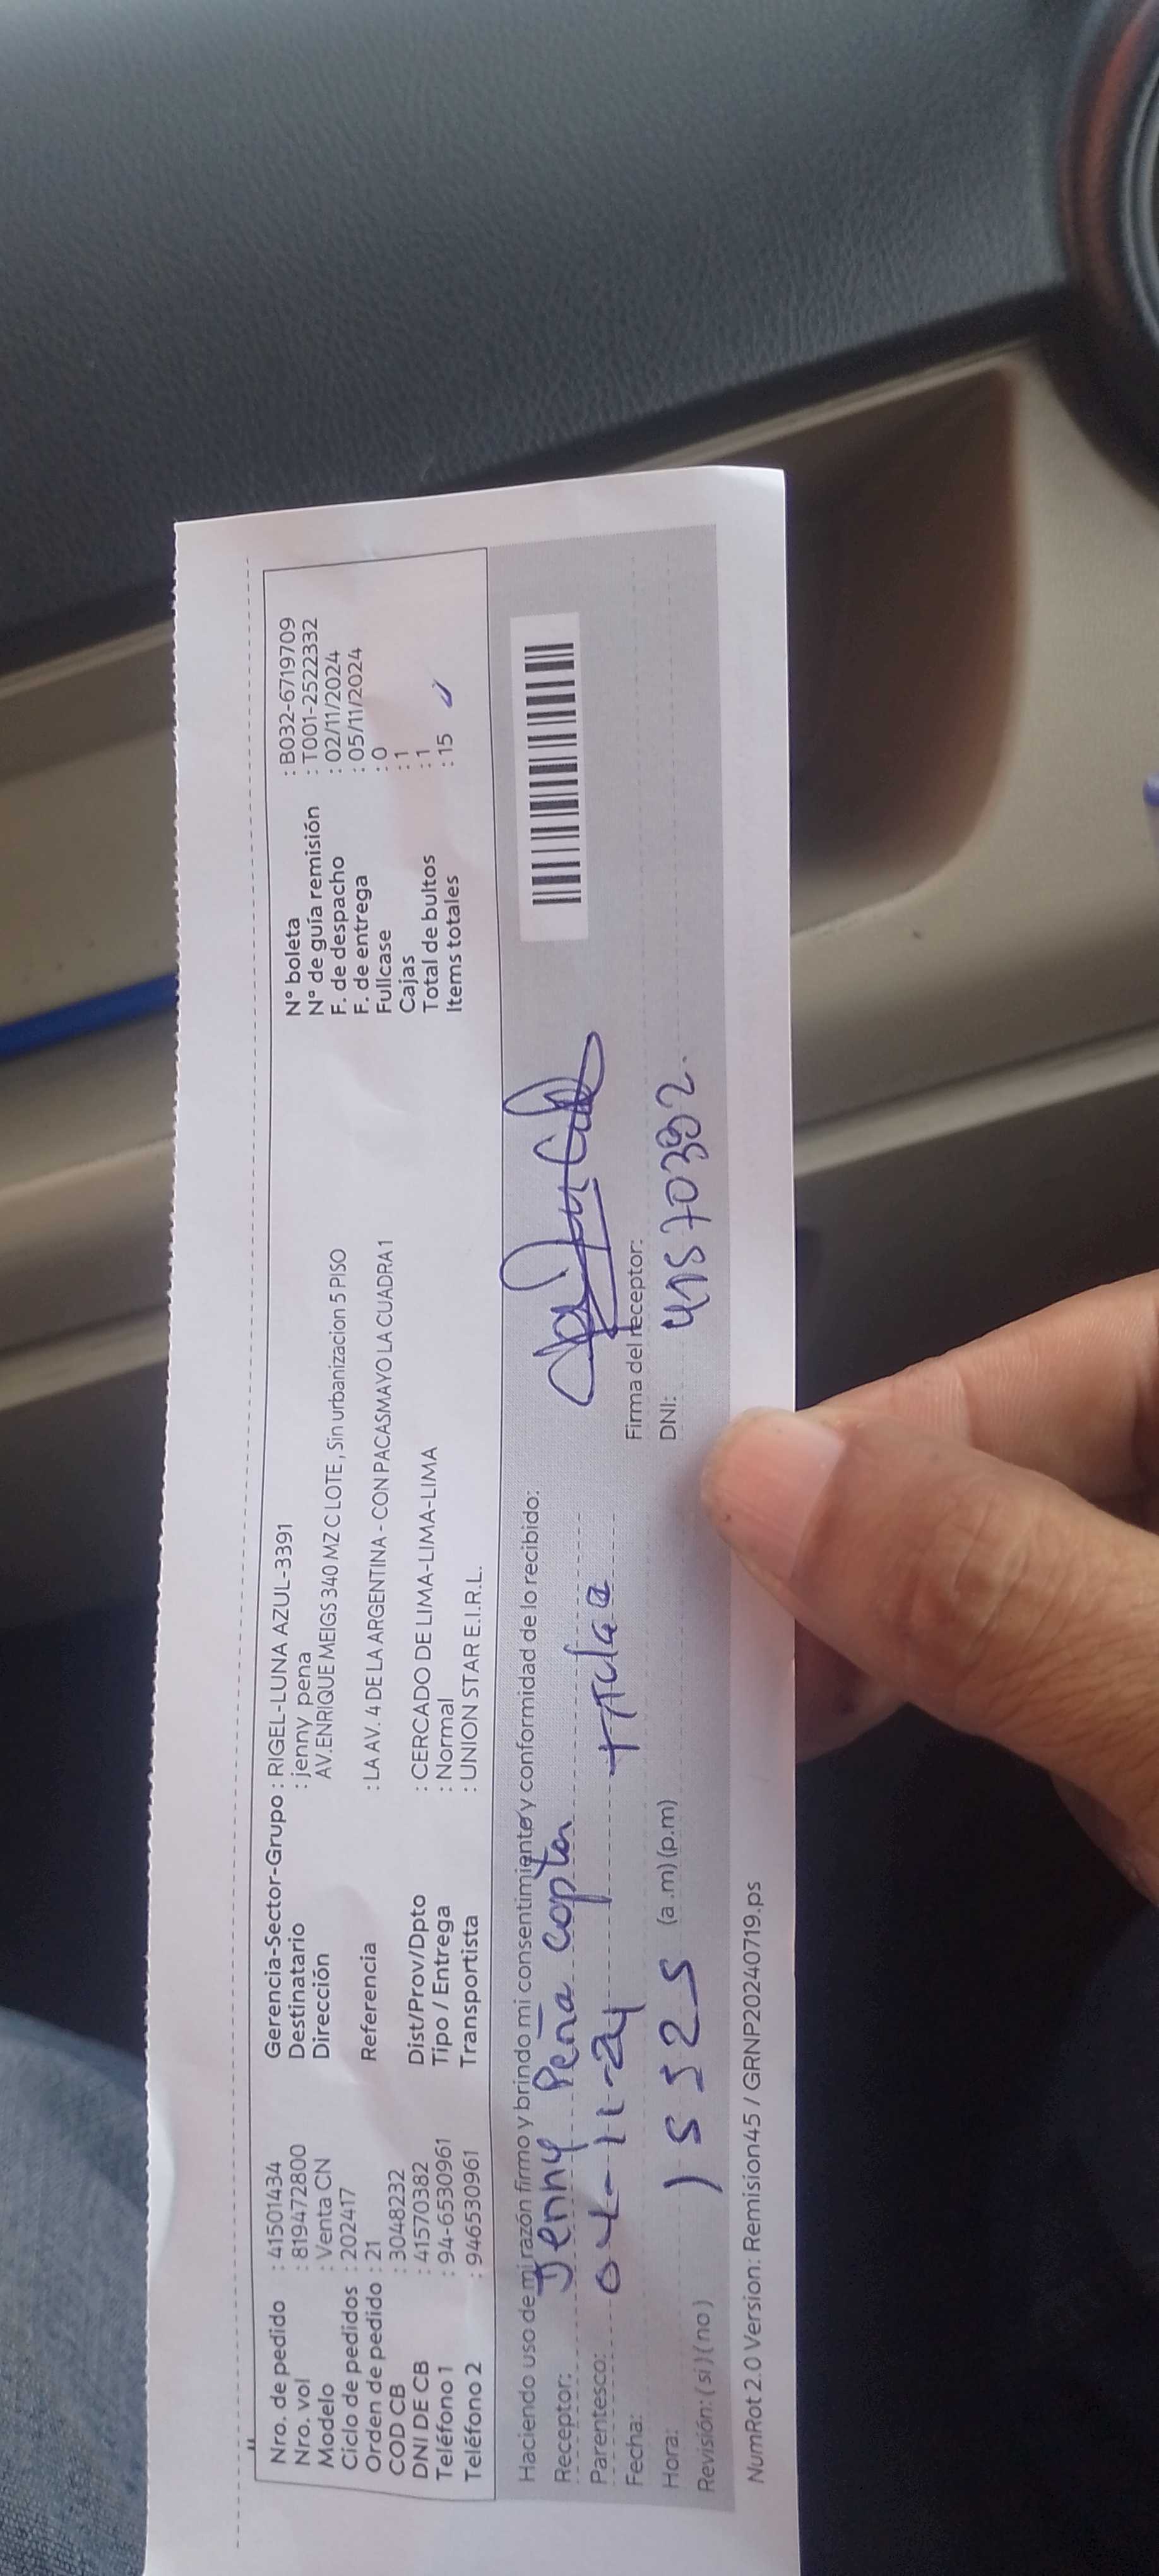 Nro. de pedido : 41501434
Nro. vol : 819472800
Modelo : Venta CN
Ciclo de pedidos : 202417
Orden de pedido : 21
COD CB : 3048232
DNI DE CB : 41570382
Teléfono 1 : 94-6530961
Teléfono 2 : 946530961
Gerencia-Sector-Grupo : RIGEL-LUNA AZUL-3391
Destinatario : jenny pena
Dirección AV.ENRIQUE MEIGS 340 MZ C LOTE , Sin urbanizacion 5 PISO
Referencia : LA AV. 4 DE LA ARGENTINA - CON PACASMAYO LA CUADRA 1
Dist/Prov/Dpto : CERCADO DE LIMA-LIMA-LIMA
Tipo / Entrega : Normal
Transportista : UNION STAR E.I.R.L.
N° boleta : B032-6719709
N° de guía remisión : T001-2522332
F. de despacho : 02/11/2024
F. de entrega : 05/11/2024
Fullcase : 0
Cajas : 1
Total de bultos : 1
Items totales : 15
Haciendo uso de mi razón firmo y brindo mi consentimiento y conformidad de lo recibido:
Receptor: Jenny Peña
Parentesco:
Fecha: 04-11-24
Hora: 1525 (a.m) (p.m)
Revisión: ( si ) ( no )
Firma del receptor:
DNI: 41570382.
NumRot 2.0 Version: Remision45 / GRNP20240719.ps